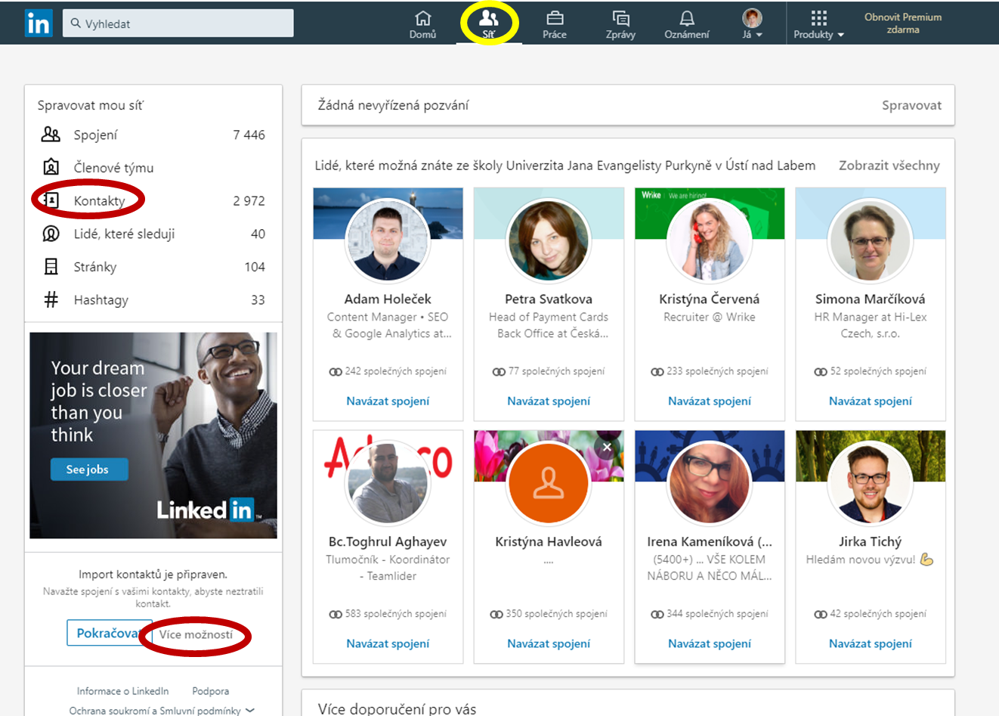 in
Vyhledat
Domů
Síť
Práce
Zprávy
Oznámení
Já
Produkty
Obnovit Premium
zdarma
Spravovat mou síť
Spojení 7 446
Členové týmu
Kontakty 2 972
Lidé, které sleduji 40
Stránky 104
Hashtagy 33
Your dream
job is closer
than you
think
See jobs
Linked in ™
Import kontaktů je připraven.
Navažte spojení s vašimi kontakty, abyste neztratili
kontakt.
Pokračovat Více možností
Informace o LinkedIn Podpora
Ochrana soukromí a Smluvní podmínky
Žádná nevyřízená pozvání Spravovat
Lidé, které možná znáte ze školy Univerzita Jana Evangelisty Purkyně v Ústí nad Labem Zobrazit všechny
Adam Holeček
Content Manager • SEO
& Google Analytics at...
242 společných spojení
Navázat spojení
Petra Svatkova
Head of Payment Cards
Back Office at Česká...
77 společných spojení
Navázat spojení
Wrike We are hiring!
Kristýna Červená
Recruiter @ Wrike
233 společných spojení
Navázat spojení
Simona Marčíková
HR Manager at Hi-Lex
Czech, s.r.o.
52 společných spojení
Navázat spojení
Bc.Toghrul Aghayev
Tlumočník - Koordinátor
- Teamlider
583 společných spojení
Navázat spojení
Kristýna Havleová
....
350 společných spojení
Navázat spojení
Irena Kameníková (...
(5400+) ... VŠE KOLEM
NÁBORU A NĚCO MÁL...
344 společných spojení
Navázat spojení
Jirka Tichý
Hledám novou výzvu! 💪
42 společných spojení
Navázat spojení
Více doporučení pro vás